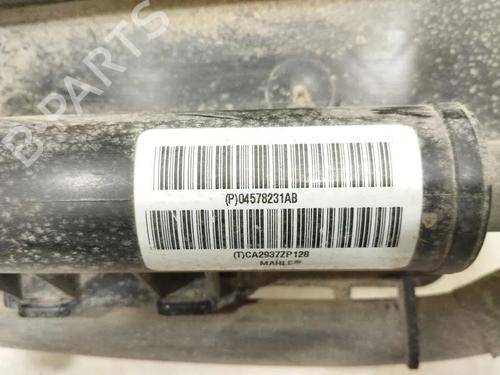 (P)04578231AB
(T)CA2937ZP128
MAHLE®
B-PARTS